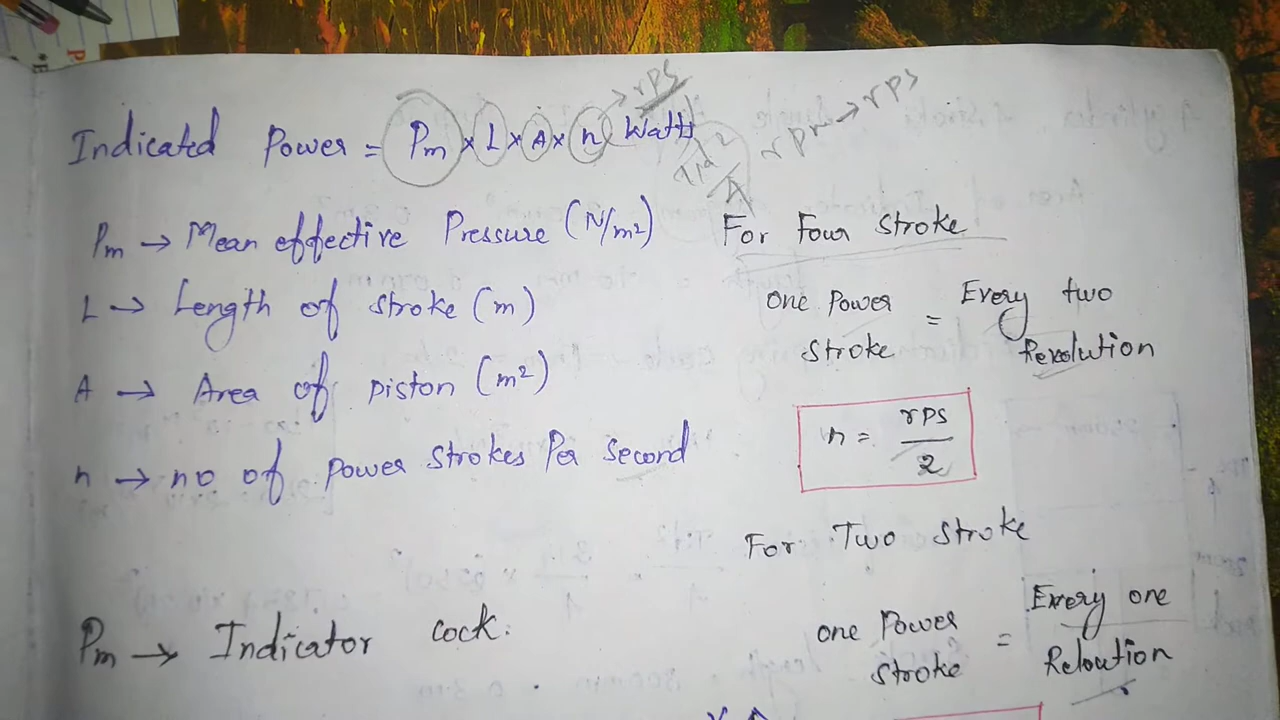 Indicated Power = Pm × L × A × n Watts
→ rps
πd²
4
rpm → rps
Pm → Mean effective Pressure (N/m²)
L → Length of stroke (m)
A → Area of piston (m²)
n → no of power strokes Per second
Pm → Indicator cock.
For Four stroke
one Power stroke = Every two Revolution
n = rps
2
For Two stroke
one Power stroke = Every one Reloution